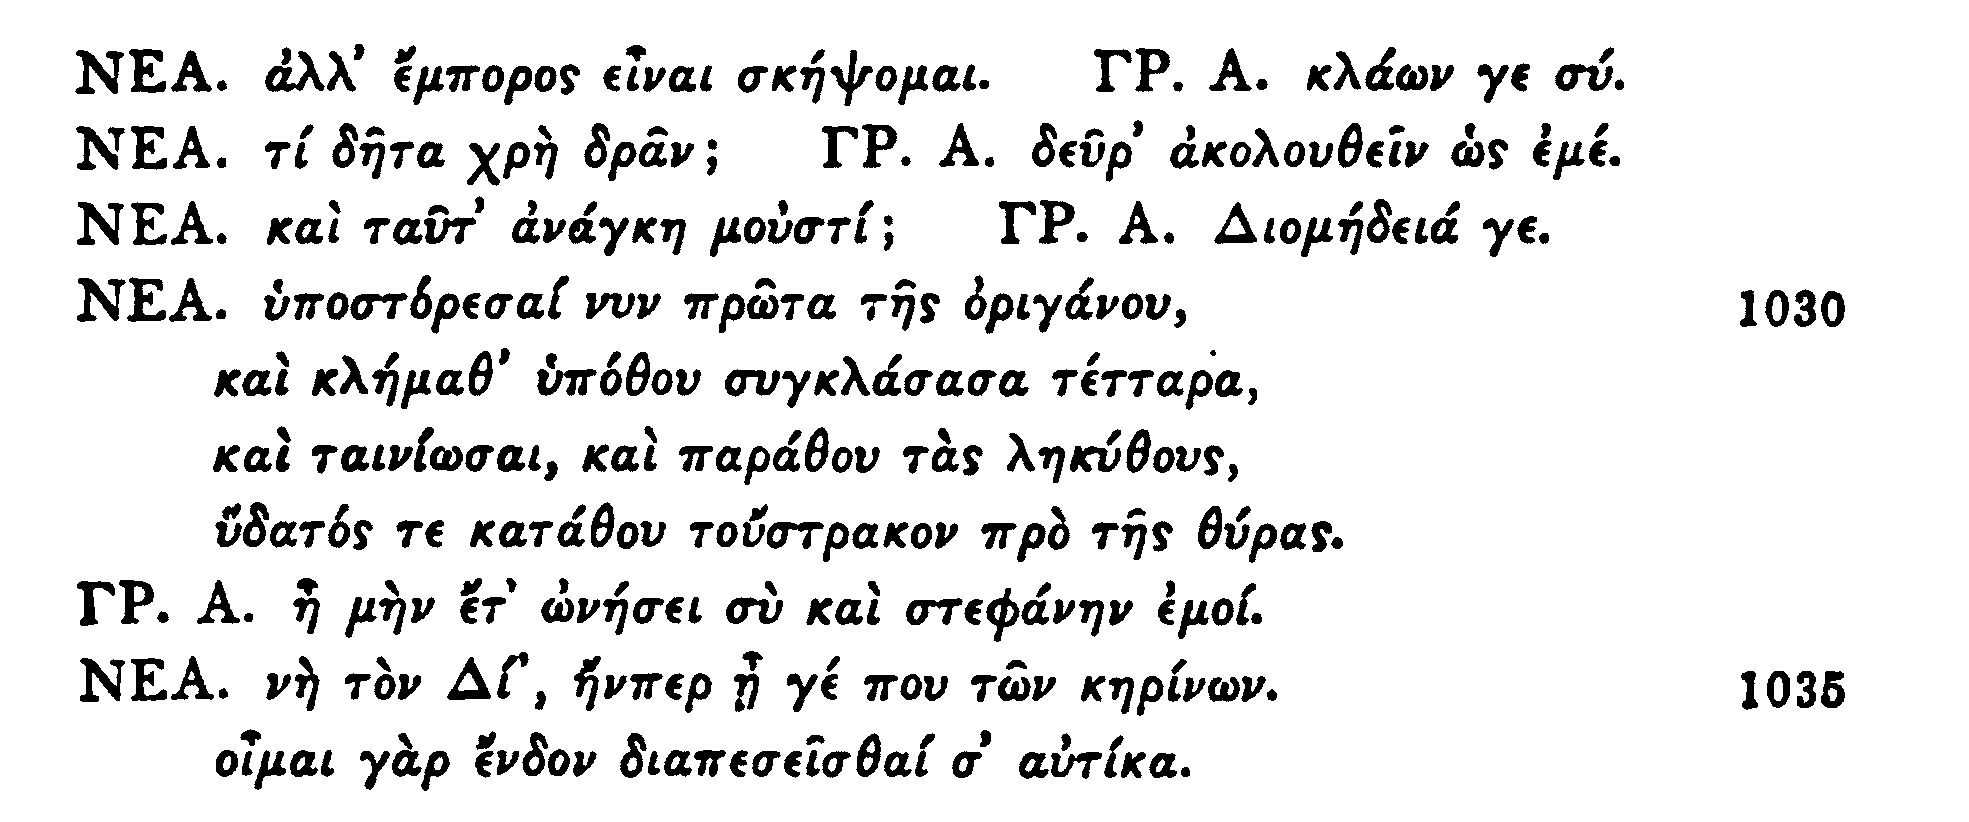 ΝΕΑ. ἀλλ’ ἔμπορος εἶναι σκήψομαι. ΓΡ. Α. κλάων γε σύ.
ΝΕΑ. τί δῆτα χρὴ δρᾶν; ΓΡ. Α. δεῦρ’ ἀκολουθεῖν ὡς ἐμέ.
ΝΕΑ. καὶ ταῦτ’ ἀνάγκη μοὐστί; ΓΡ. Α. Διομήδειά γε.
ΝΕΑ. ὑποστόρεσαί νυν πρῶτα τῆς ὀριγάνου, 1030
καὶ κλήμαθ’ ὑπόθου συγκλάσασα τέτταρα,
καὶ ταινίωσαι, καὶ παράθου τὰς ληκύθους,
ὕδατός τε κατάθου τοὔστρακον πρὸ τῆς θύρας.
ΓΡ. Α. ἦ μὴν ἔτ’ ὠνήσει σὺ καὶ στεφάνην ἐμοί.
ΝΕΑ. νὴ τὸν Δί’, ἤνπερ ᾖ γέ που τῶν κηρίνων. 1035
οἶμαι γὰρ ἔνδον διαπεσεῖσθαί σ’ αὐτίκα.